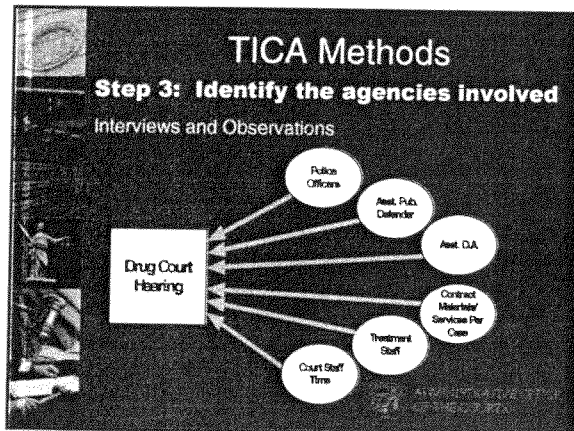 TICA Methods
Step 3: Identify the agencies involved
Interviews and Observations
Police
Officers
Asst. Pub.
Defender
Asst. D.A.
Drug Court
Hearing
Contract
Materials/
Services Per
Case
Treatment
Staff
Court Staff
Time